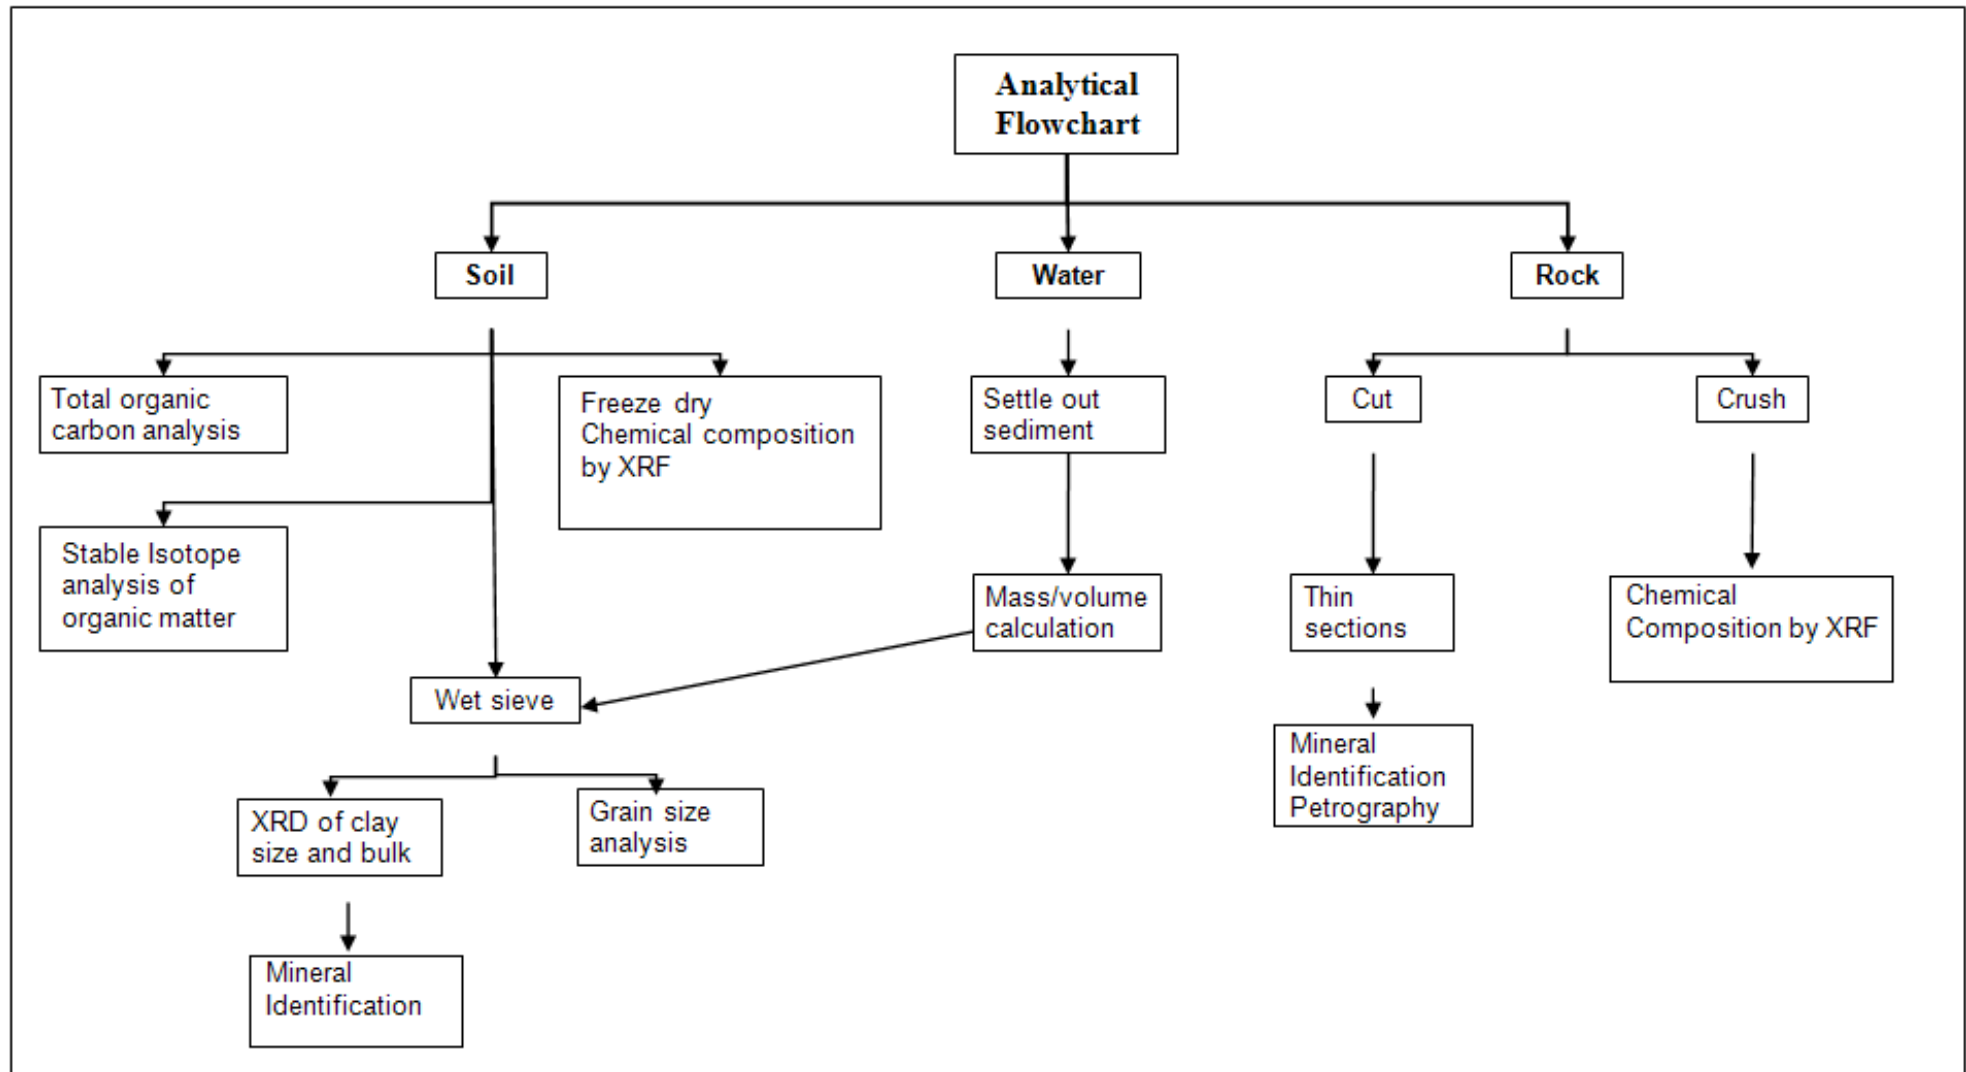 Analytical
Flowchart
Soil
Water
Rock
Total organic
carbon analysis
Freeze dry
Chemical composition
by XRF
Settle out
sediment
Cut
Crush
Stable Isotope
analysis of
organic matter
Mass/volume
calculation
Thin
sections
Chemical
Composition by XRF
Wet sieve
Mineral
Identification
Petrography
XRD of clay
size and bulk
Grain size
analysis
Mineral
Identification